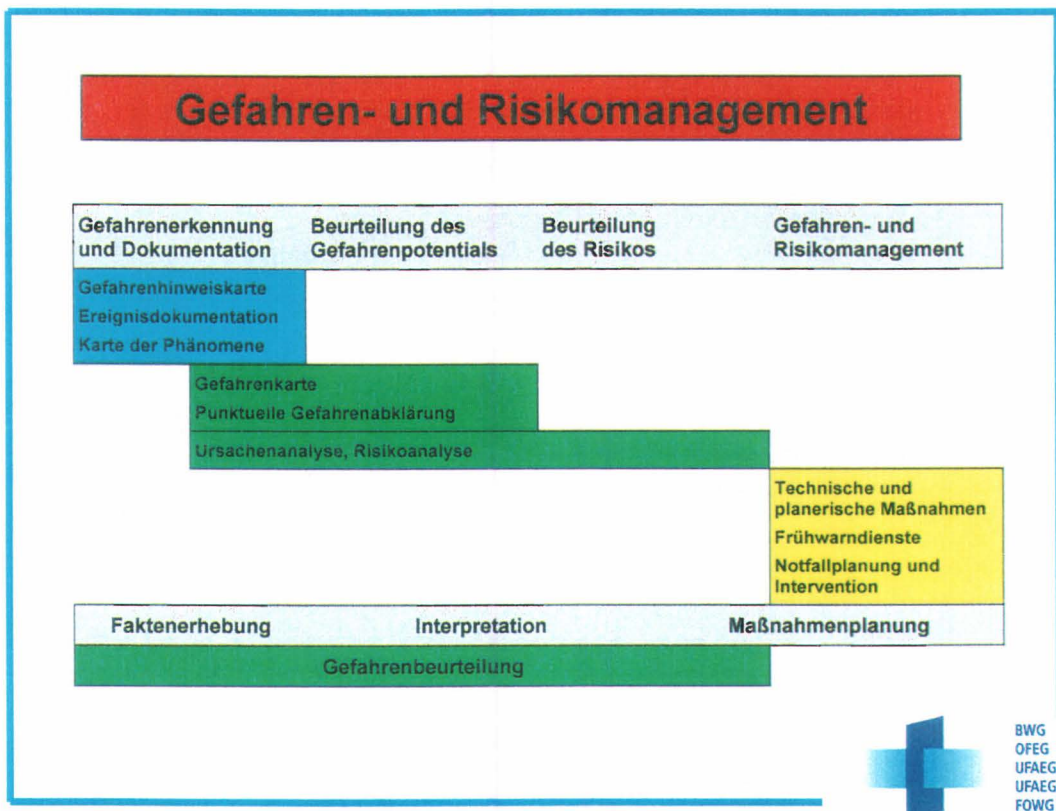 Gefahren- und Risikomanagement
Gefahrenerkennung
und Dokumentation
Beurteilung des
Gefahrenpotentials
Beurteilung
des Risikos
Gefahren- und
Risikomanagement
Gefahrenhinweiskarte
Ereignisdokumentation
Karte der Phänomene
Gefahrenkarte
Punktuelle Gefahrenabklärung
Ursachenanalyse, Risikoanalyse
Technische und
planerische Maßnahmen
Frühwarndienste
Notfallplanung und
Intervention
Faktenerhebung
Interpretation
Maßnahmenplanung
Gefahrenbeurteilung
BWG
OFEG
UFAEG
UFAEG
FOWG